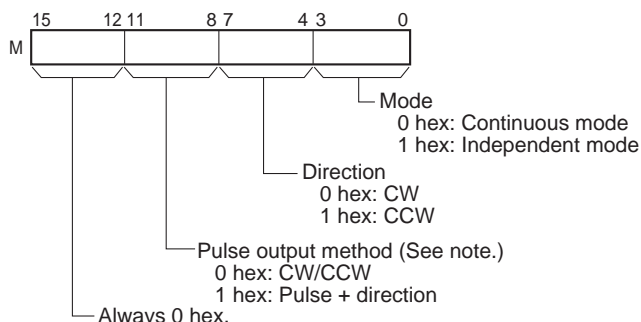 15 12 11 8 7 4 3 0
M
Mode
0 hex: Continuous mode
1 hex: Independent mode
Direction
0 hex: CW
1 hex: CCW
Pulse output method (See note.)
0 hex: CW/CCW
1 hex: Pulse + direction
Always 0 hex.